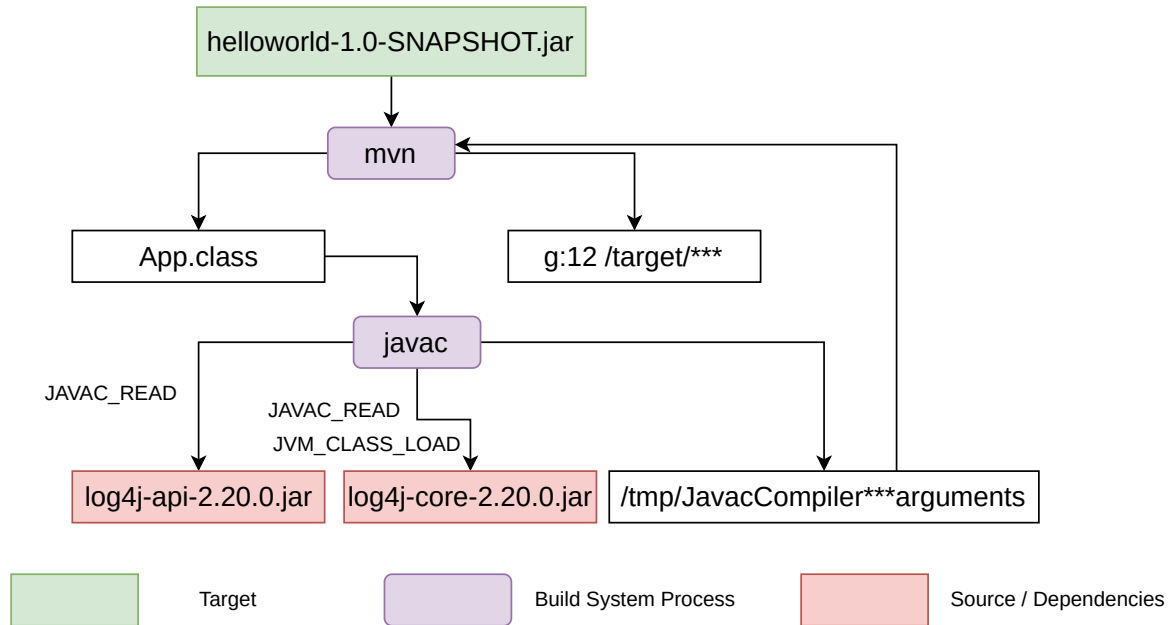 helloworld-1.0-SNAPSHOT.jar
mvn
App.class
g:12 /target/***
javac
JAVAC_READ
JAVAC_READ
JVM_CLASS_LOAD
log4j-api-2.20.0.jar
log4j-core-2.20.0.jar
/tmp/JavacCompiler***arguments
Target
Build System Process
Source / Dependencies